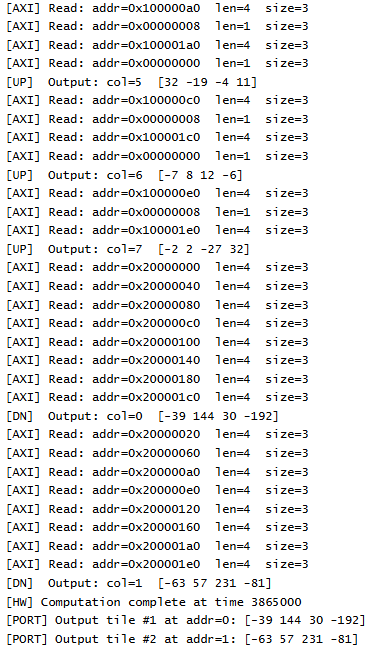 [AXI] Read: addr=0x100000a0  len=4  size=3
[AXI] Read: addr=0x00000008  len=1  size=3
[AXI] Read: addr=0x100001a0  len=4  size=3
[AXI] Read: addr=0x00000000  len=1  size=3
[UP]  Output: col=5  [32 -19 -4 11]
[AXI] Read: addr=0x100000c0  len=4  size=3
[AXI] Read: addr=0x00000008  len=1  size=3
[AXI] Read: addr=0x100001c0  len=4  size=3
[AXI] Read: addr=0x00000000  len=1  size=3
[UP]  Output: col=6  [-7 8 12 -6]
[AXI] Read: addr=0x100000e0  len=4  size=3
[AXI] Read: addr=0x00000008  len=1  size=3
[AXI] Read: addr=0x100001e0  len=4  size=3
[UP]  Output: col=7  [-2 2 -27 32]
[AXI] Read: addr=0x20000000  len=4  size=3
[AXI] Read: addr=0x20000040  len=4  size=3
[AXI] Read: addr=0x20000080  len=4  size=3
[AXI] Read: addr=0x200000c0  len=4  size=3
[AXI] Read: addr=0x20000100  len=4  size=3
[AXI] Read: addr=0x20000140  len=4  size=3
[AXI] Read: addr=0x20000180  len=4  size=3
[AXI] Read: addr=0x200001c0  len=4  size=3
[DN]  Output: col=0  [-39 144 30 -192]
[AXI] Read: addr=0x20000020  len=4  size=3
[AXI] Read: addr=0x20000060  len=4  size=3
[AXI] Read: addr=0x200000a0  len=4  size=3
[AXI] Read: addr=0x200000e0  len=4  size=3
[AXI] Read: addr=0x20000120  len=4  size=3
[AXI] Read: addr=0x20000160  len=4  size=3
[AXI] Read: addr=0x200001a0  len=4  size=3
[AXI] Read: addr=0x200001e0  len=4  size=3
[DN]  Output: col=1  [-63 57 231 -81]
[HW] Computation complete at time 3865000
[PORT] Output tile #1 at addr=0: [-39 144 30 -192]
[PORT] Output tile #2 at addr=1: [-63 57 231 -81]